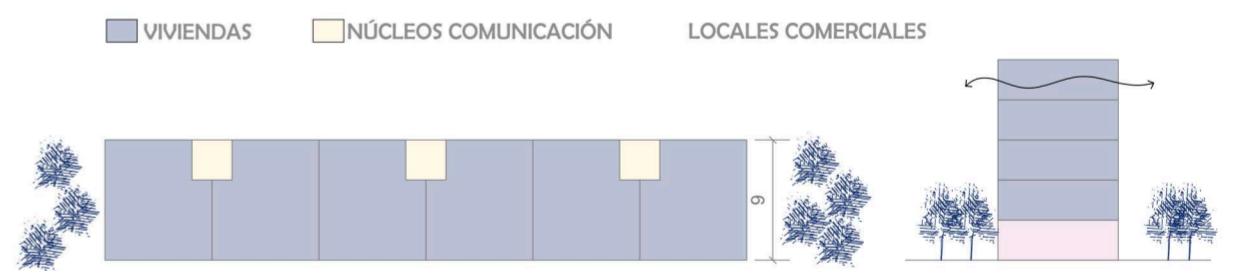 VIVIENDAS NÚCLEOS COMUNICACIÓN LOCALES COMERCIALES
9